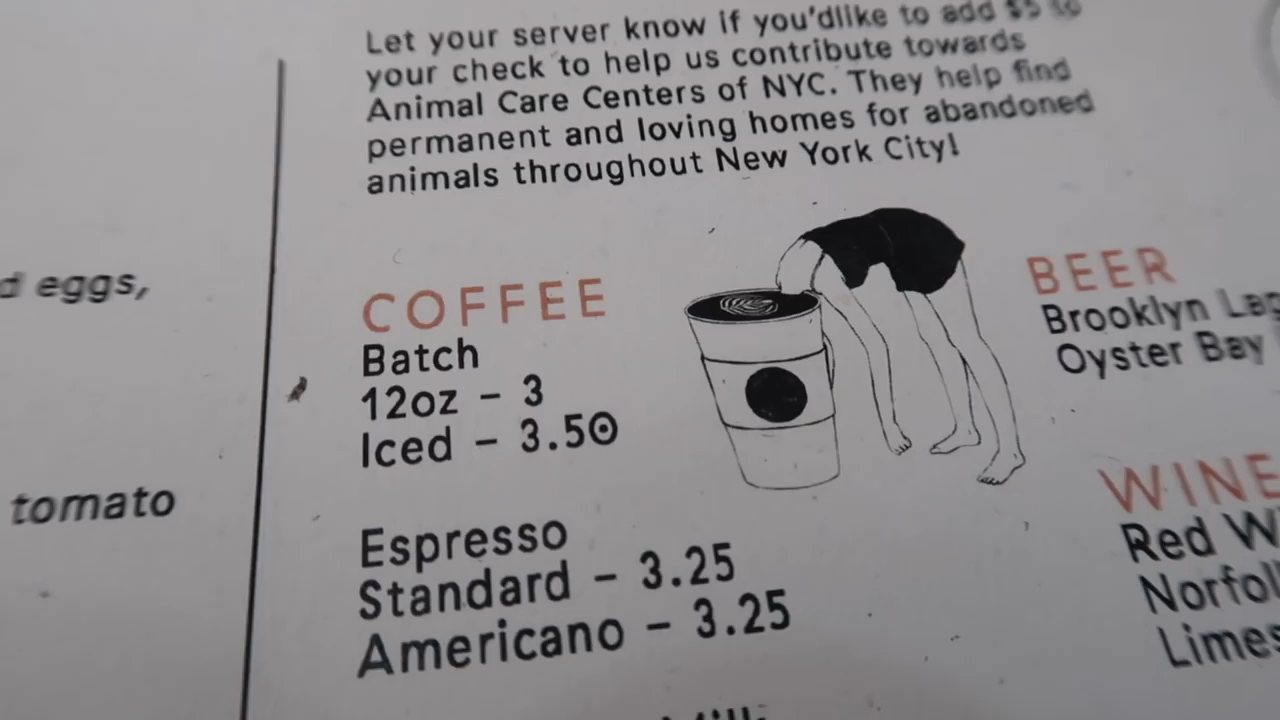 Let your server know if you'dlike to add $5 to
your check to help us contribute towards
Animal Care Centers of NYC. They help find
permanent and loving homes for abandoned
animals throughout New York City!
eggs,
tomato
COFFEE
Batch
12oz – 3
Iced – 3.50
Espresso
Standard – 3.25
Americano – 3.25
BEER
Brooklyn
Oyster Bay
WINE
Red